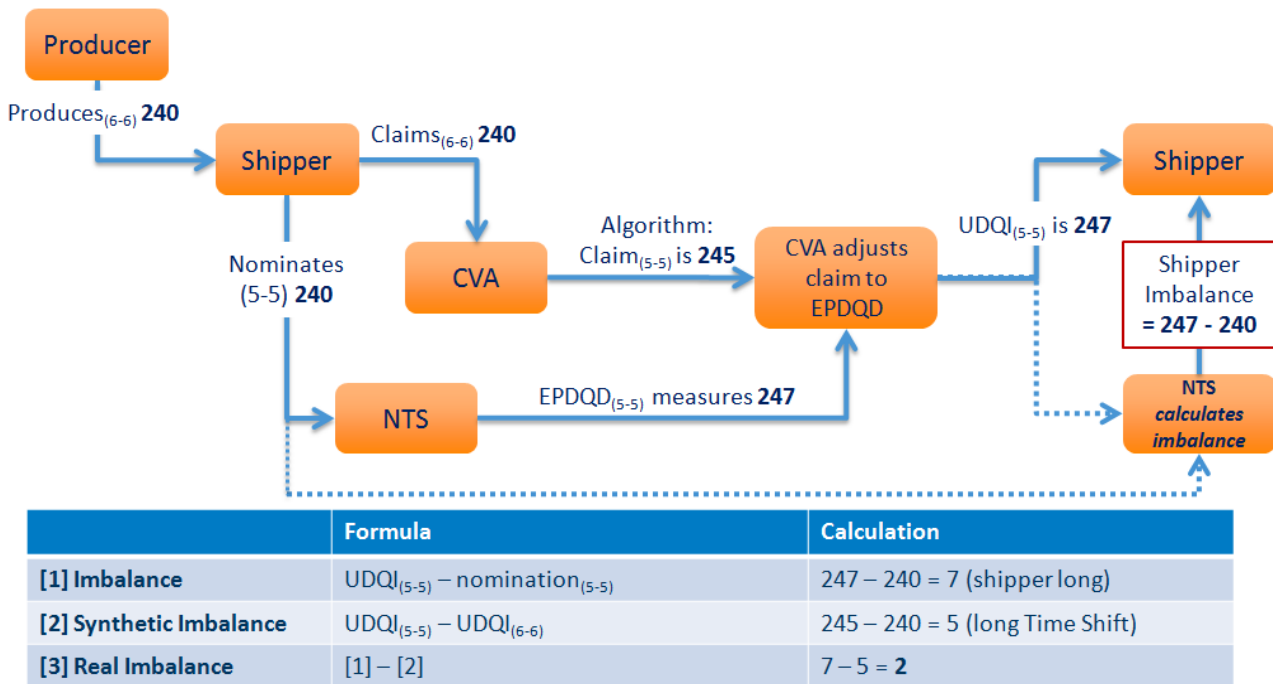 Producer
Produces(6-6) 240
Shipper
Claims(6-6) 240
Nominates
(5-5) 240
CVA
Algorithm:
Claim(5-5) is 245
CVA adjusts
claim to
EPDQD
NTS
EPDQD(5-5) measures 247
UDQI(5-5) is 247
Shipper
Shipper
Imbalance
= 247 - 240
NTS
calculates
imbalance
Formula Calculation
[1] Imbalance UDQI(5-5) – nomination(5-5) 247 – 240 = 7 (shipper long)
[2] Synthetic Imbalance UDQI(5-5) – UDQI(6-6) 245 – 240 = 5 (long Time Shift)
[3] Real Imbalance [1] – [2] 7 – 5 = 2